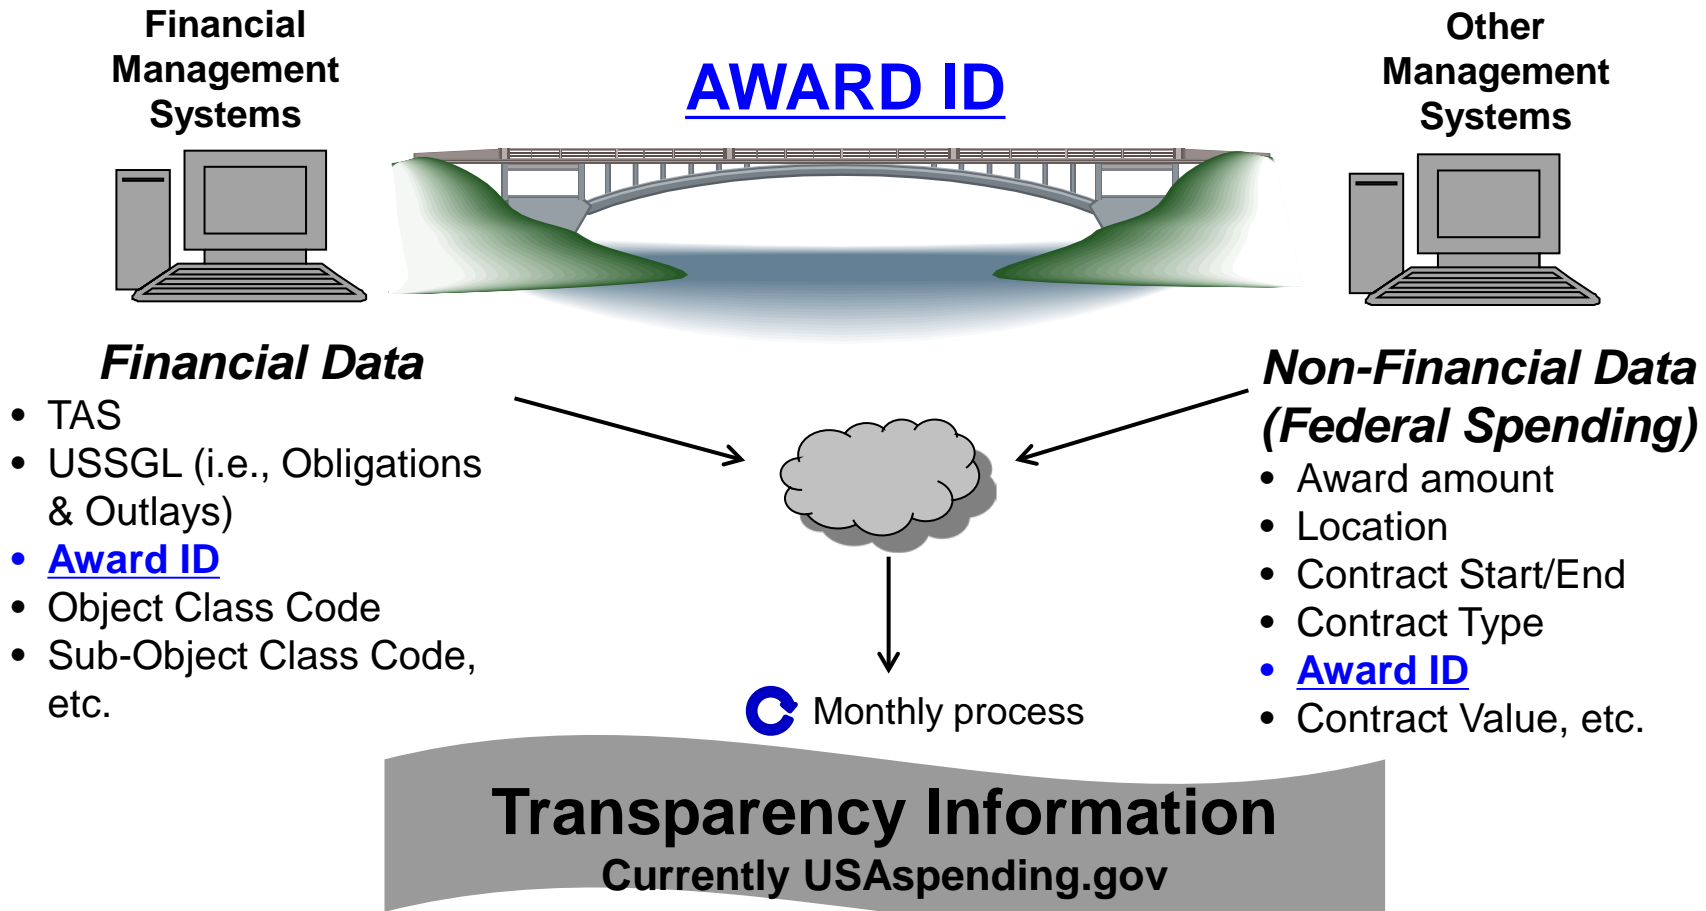 Financial
Management
Systems
AWARD ID
Other
Management
Systems
Financial Data
• TAS
• USSGL (i.e., Obligations
& Outlays)
• Award ID
• Object Class Code
• Sub-Object Class Code,
etc.
Non-Financial Data
(Federal Spending)
• Award amount
• Location
• Contract Start/End
• Contract Type
• Award ID
• Contract Value, etc.
Monthly process
Transparency Information
Currently USAspending.gov